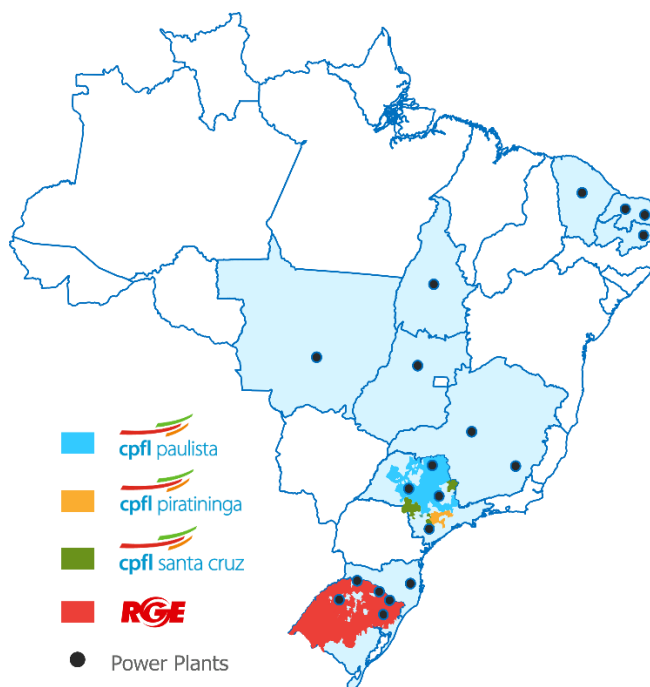 cpfl paulista
cpfl piratininga
cpfl santa cruz
RGE
Power Plants